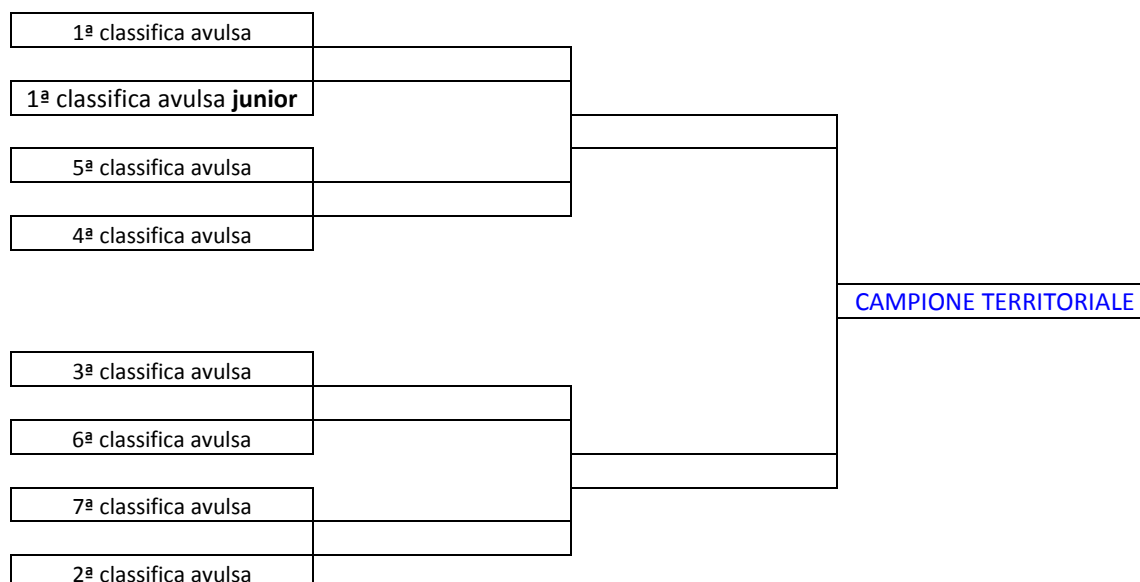 1ª classifica avulsa
1ª classifica avulsa junior
5ª classifica avulsa
4ª classifica avulsa
CAMPIONE TERRITORIALE
3ª classifica avulsa
6ª classifica avulsa
7ª classifica avulsa
2ª classifica avulsa